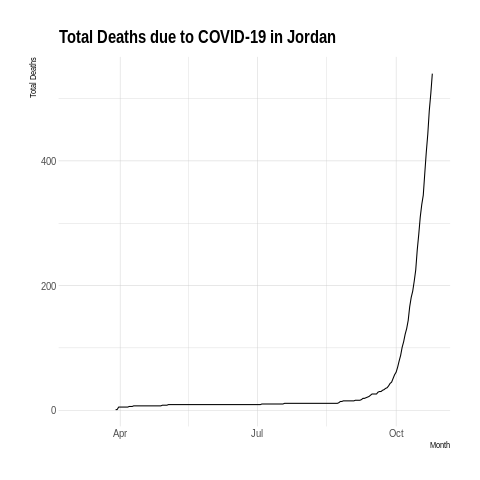 Total Deaths due to COVID-19 in Jordan
Total Deaths
400
200
0
Apr Jul Oct
Month